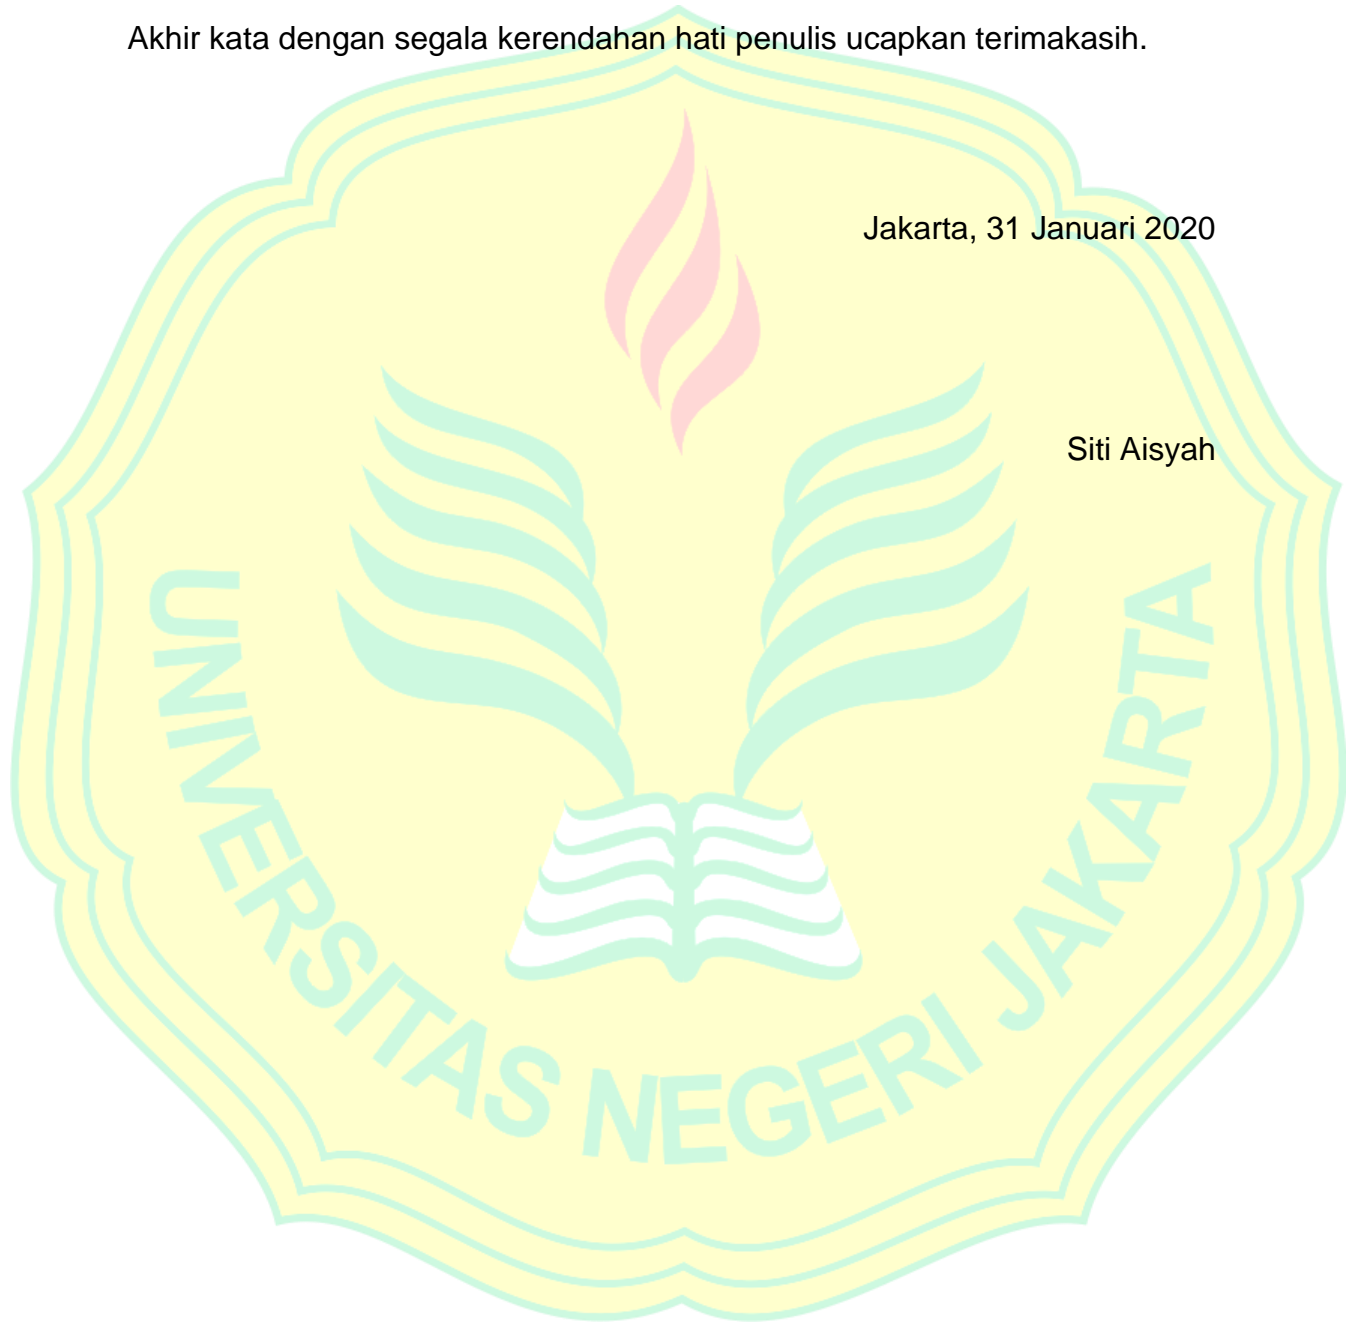 Akhir kata dengan segala kerendahan hati penulis ucapkan terimakasih.
Jakarta, 31 Januari 2020
Siti Aisyah
UNIVERSITAS NEGERI JAKARTA